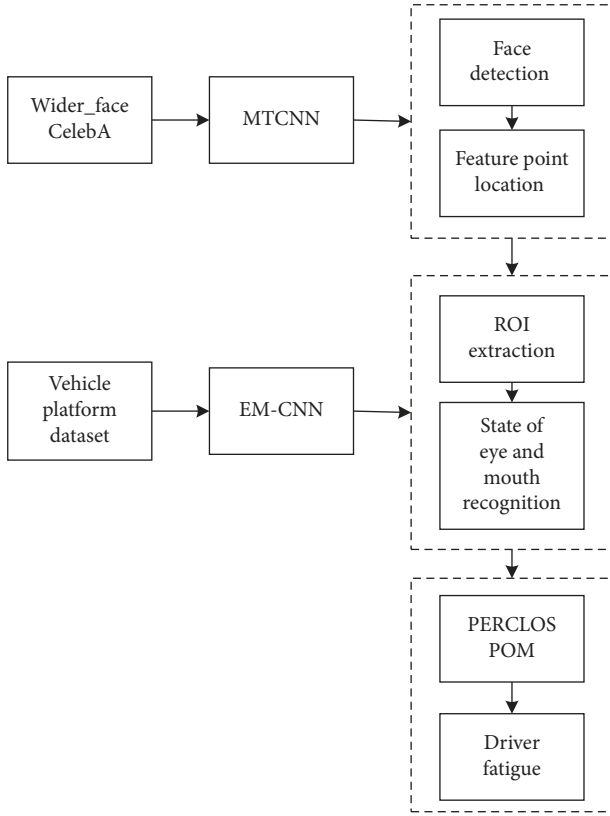 Wider_face
CelebA
MTCNN
Face
detection
Feature point
location
Vehicle
platform
dataset
EM-CNN
ROI
extraction
State of
eye and
mouth
recognition
PERCLOS
POM
Driver
fatigue